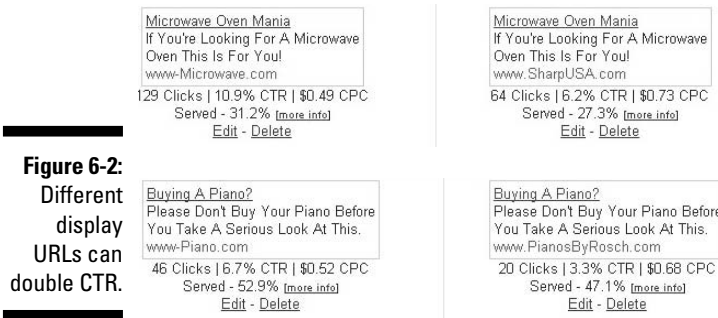 Microwave Oven Mania
If You're Looking For A Microwave
Oven This Is For You!
www-Microwave.com
129 Clicks | 10.9% CTR | $0.49 CPC
Served - 31.2% [more info]
Edit - Delete
Microwave Oven Mania
If You're Looking For A Microwave
Oven This Is For You!
www.SharpUSA.com
64 Clicks | 6.2% CTR | $0.73 CPC
Served - 27.3% [more info]
Edit - Delete
Figure 6-2:
Different
display
URLs can
double CTR.
Buying A Piano?
Please Don't Buy Your Piano Before
You Take A Serious Look At This.
www-Piano.com
46 Clicks | 6.7% CTR | $0.52 CPC
Served - 52.9% [more info]
Edit - Delete
Buying A Piano?
Please Don't Buy Your Piano Before
You Take A Serious Look At This.
www.PianosByRosch.com
20 Clicks | 3.3% CTR | $0.68 CPC
Served - 47.1% [more info]
Edit - Delete